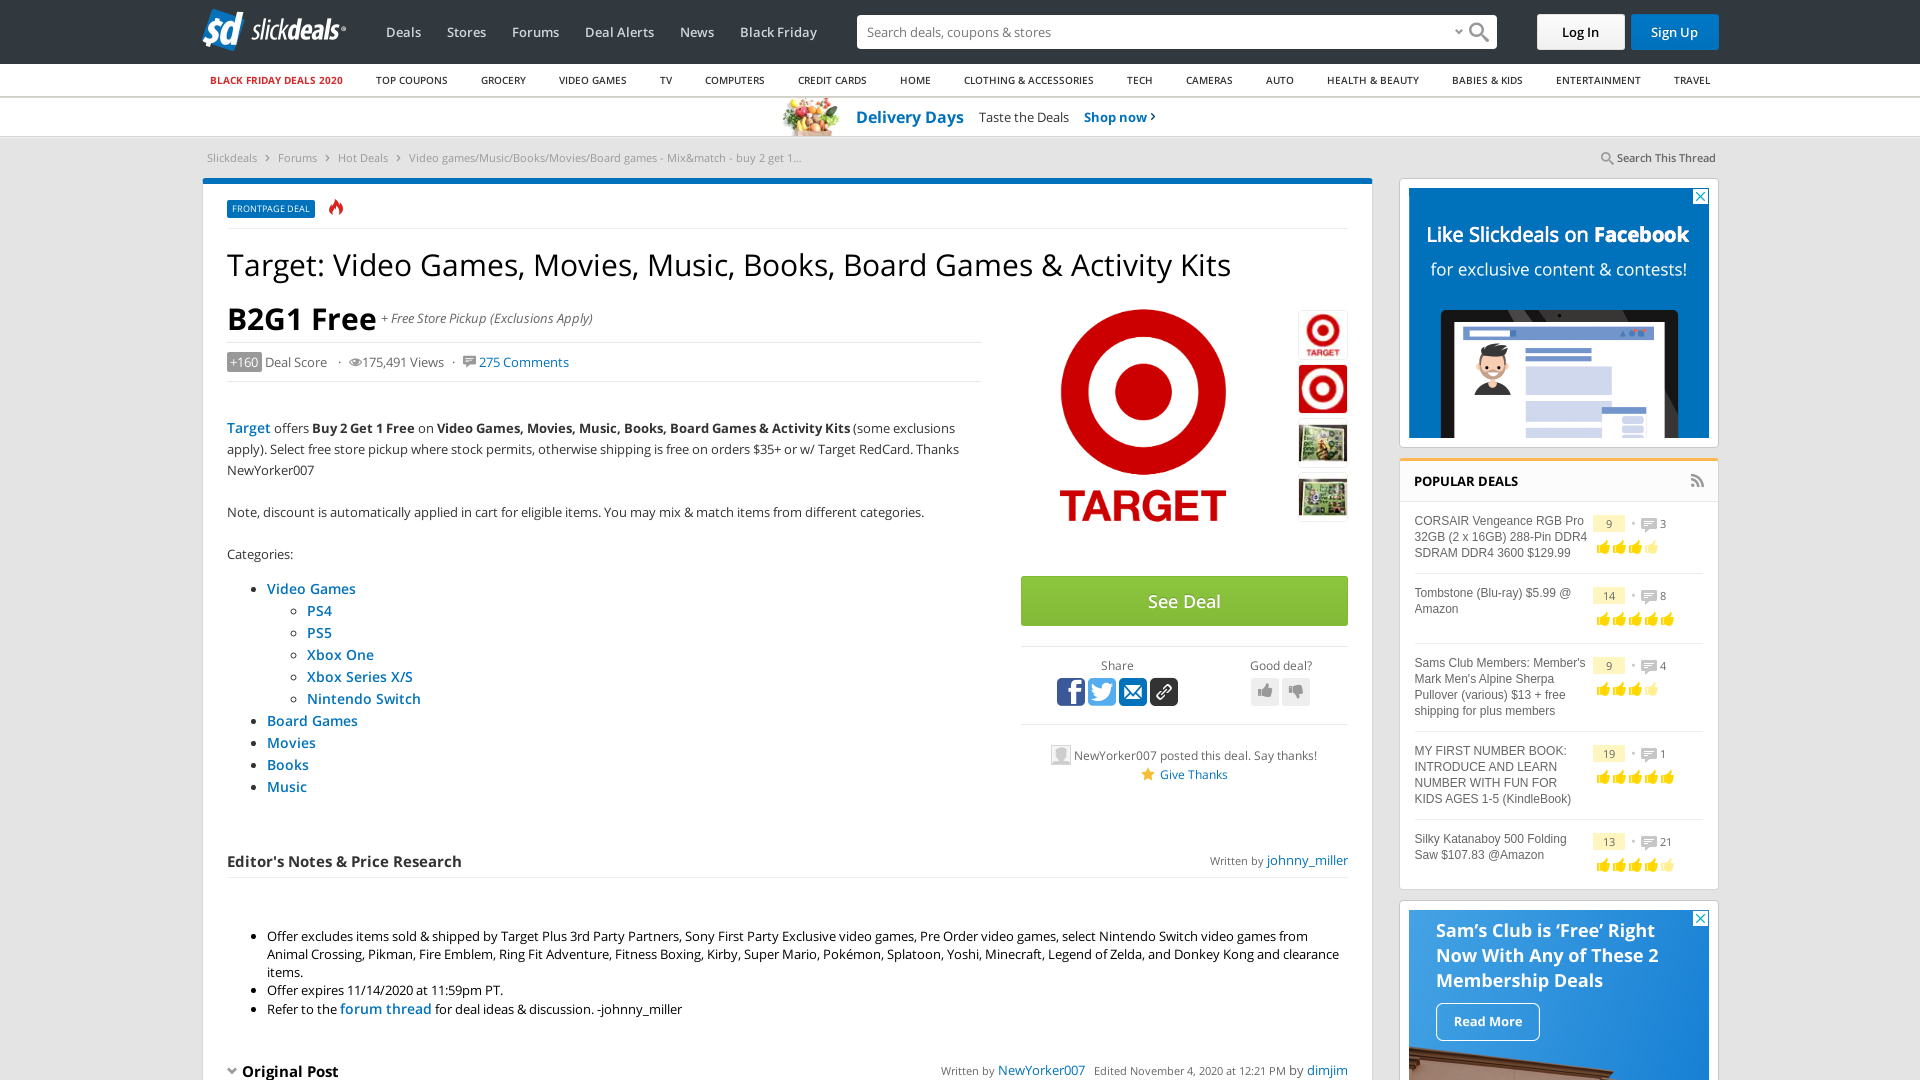 slickdeals
Deals Stores Forums Deal Alerts News Black Friday
Search deals, coupons & shops
Log In
Sign Up
BLACK FRIDAY DEALS 2020 TOP COUPONS GROCERY VIDEO GAMES TV COMPUTERS CREDIT CARDS HOME CLOTHING & ACCESSORIES TECH CAMERAS AUTO HEALTH & BEAUTY BABIES & KIDS ENTERTAINMENT TRAVEL
Delivery Days Taste the Deals Shop now ›
Slickdeals › Forums › Hot Deals › Video games/Music/Books/Movies/Board games - Mix&match - buy 2 get 1...
Search This Thread
FRONTPAGE DEAL
Target: Video Games, Movies, Music, Books, Board Games & Activity Kits
B2G1 Free + Free Store Pickup (Exclusions Apply)
+160 Deal Score · 175,491 Views · 275 Comments
Target offers Buy 2 Get 1 Free on Video Games, Movies, Music, Books, Board Games & Activity Kits (some exclusions
apply). Select free store pickup where stock permits, otherwise shipping is free on orders $35+ or w/ Target RedCard. Thanks
NewYorker007
Note, discount is automatically applied in cart for eligible items. You may mix & match items from different categories.
Categories:
Video Games
PS4
PS5
Xbox One
Xbox Series X/S
Nintendo Switch
Board Games
Movies
Books
Music
TARGET
TARGET
See Deal
Share
Good deal?
NewYorker007 posted this deal. Say thanks!
Give Thanks
Editor's Notes & Price Research
Written by johnny_miller
Offer excludes items sold & shipped by Target Plus 3rd Party Partners, Sony First Party Exclusive video games, Pre Order video games, select Nintendo Switch video games from
Animal Crossing, Pikman, Fire Emblem, Ring Fit Adventure, Fitness Boxing, Kirby, Super Mario, Pokémon, Splatoon, Yoshi, Minecraft, Legend of Zelda, and Donkey Kong and clearance
items.
Offer expires 11/14/2020 at 11:59pm PT.
Refer to the forum thread for deal ideas & discussion. -johnny_miller
Original Post
Written by NewYorker007 Edited November 4, 2020 at 12:21 PM by dimjim
Like Slickdeals on Facebook
for exclusive content & contests!
POPULAR DEALS
CORSAIR Vengeance RGB Pro
32GB (2 x 16GB) 288-Pin DDR4
SDRAM DDR4 3600 $129.99
9 • 3
Tombstone (Blu-ray) $5.99 @
Amazon
14 • 8
Sams Club Members: Member's
Mark Men's Alpine Sherpa
Pullover (various) $13 + free
shipping for plus members
9 • 4
MY FIRST NUMBER BOOK:
INTRODUCE AND LEARN
NUMBER WITH FUN FOR
KIDS AGES 1-5 (KindleBook)
19 • 1
Silky Katanaboy 500 Folding
Saw $107.83 @Amazon
13 • 21
Sam's Club is 'Free' Right
Now With Any of These 2
Membership Deals
Read More